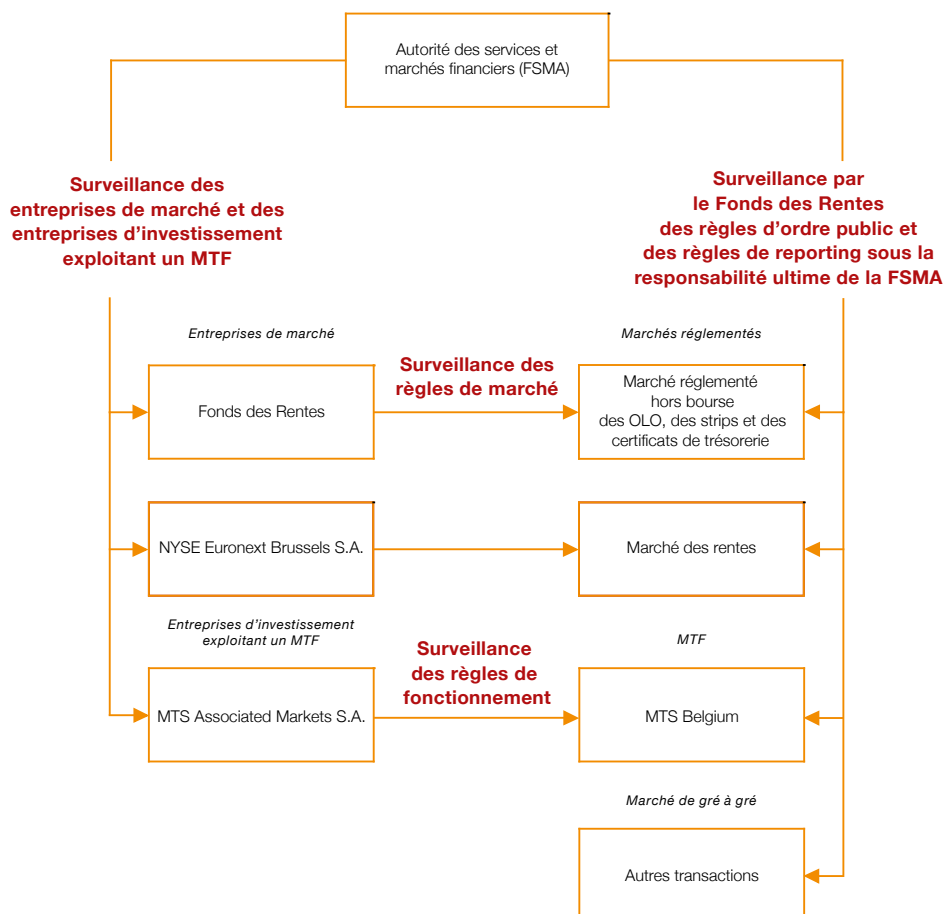 Autorité des services et
marchés financiers (FSMA)
Surveillance des
entreprises de marché et des
entreprises d'investissement
exploitant un MTF
Surveillance par
le Fonds des Rentes
des règles d'ordre public et
des règles de reporting sous la
responsabilité ultime de la FSMA
Entreprises de marché
Marchés réglementés
Fonds des Rentes
Surveillance des
règles de marché
Marché réglementé
hors bourse
des OLO, des strips et des
certificats de trésorerie
NYSE Euronext Brussels S.A.
Marché des rentes
Entreprises d'investissement
exploitant un MTF
MTF
MTS Associated Markets S.A.
Surveillance
des règles de
fonctionnement
MTS Belgium
Marché de gré à gré
Autres transactions